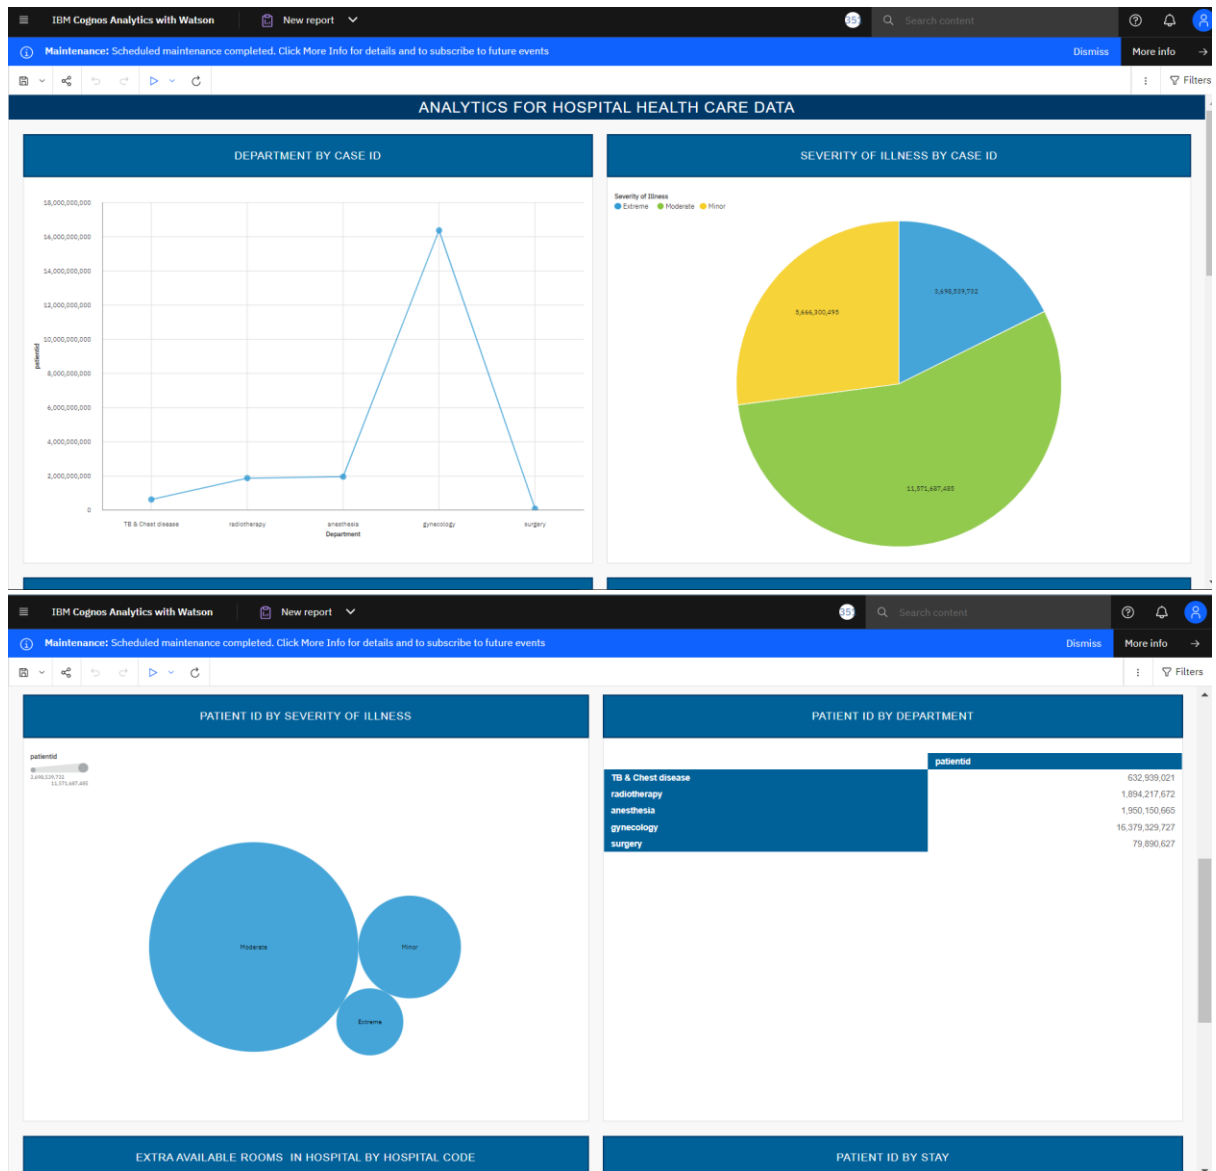 IBM Cognos Analytics with Watson
New report
Search content
Maintenance: Scheduled maintenance completed. Click More Info for details and to subscribe to future events
Dismiss
More info
Filters
ANALYTICS FOR HOSPITAL HEALTH CARE DATA
DEPARTMENT BY CASE ID
18,000,000,000
16,000,000,000
14,000,000,000
12,000,000,000
10,000,000,000
8,000,000,000
6,000,000,000
4,000,000,000
2,000,000,000
0
patientid
TB & Chest disease
radiotherapy
anesthesia
gynecology
surgery
Department
SEVERITY OF ILLNESS BY CASE ID
Severity of Illness
Extreme Moderate Minor
3,698,539,732
5,666,300,495
11,571,687,485
IBM Cognos Analytics with Watson
New report
Search content
Maintenance: Scheduled maintenance completed. Click More Info for details and to subscribe to future events
Dismiss
More info
Filters
PATIENT ID BY SEVERITY OF ILLNESS
patientid
3,698,539,732
11,571,687,485
Moderate
Minor
Extreme
PATIENT ID BY DEPARTMENT
patientid
TB & Chest disease 632,939,021
radiotherapy 1,894,217,672
anesthesia 1,950,150,665
gynecology 16,379,329,727
surgery 79,890,627
EXTRA AVAILABLE ROOMS IN HOSPITAL BY HOSPITAL CODE
PATIENT ID BY STAY